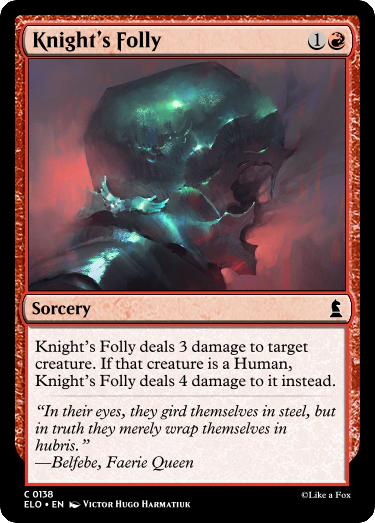 Knight's Folly 1
Sorcery
Knight's Folly deals 3 damage to target
creature. If that creature is a Human,
Knight's Folly deals 4 damage to it instead.
“In their eyes, they gird themselves in steel, but
in truth they merely wrap themselves in
hubris.”
—Belfebe, Faerie Queen
C 0138
ELO • EN Victor Hugo Harmatiuk
©Like a Fox